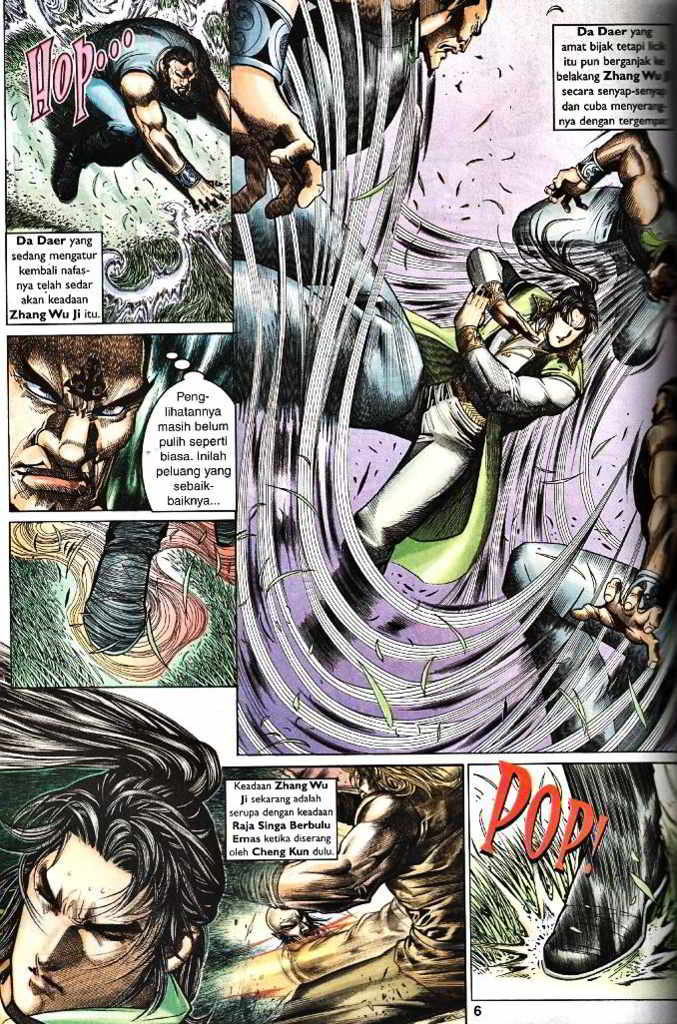 HOP...
Da Daer yang
sedang mengatur
kembali nafas-
nya telah sedar
akan keadaan
Zhang Wu Ji itu.
Da Daer yang
amat bijak tetapi licik
itu pun berganjak ke
belakang Zhang Wu Ji
secara senyap-senyap
dan cuba menyerang-
nya dengan tergempar.
Peng-
lihatannya
masih belum
pulih seperti
biasa. Inilah
peluang yang
sebaik-
baiknya...
Keadaan Zhang Wu
Ji sekarang adalah
serupa dengan keadaan
Raja Singa Berbulu
Emas ketika diserang
oleh Cheng Kun dulu.
POP!
6